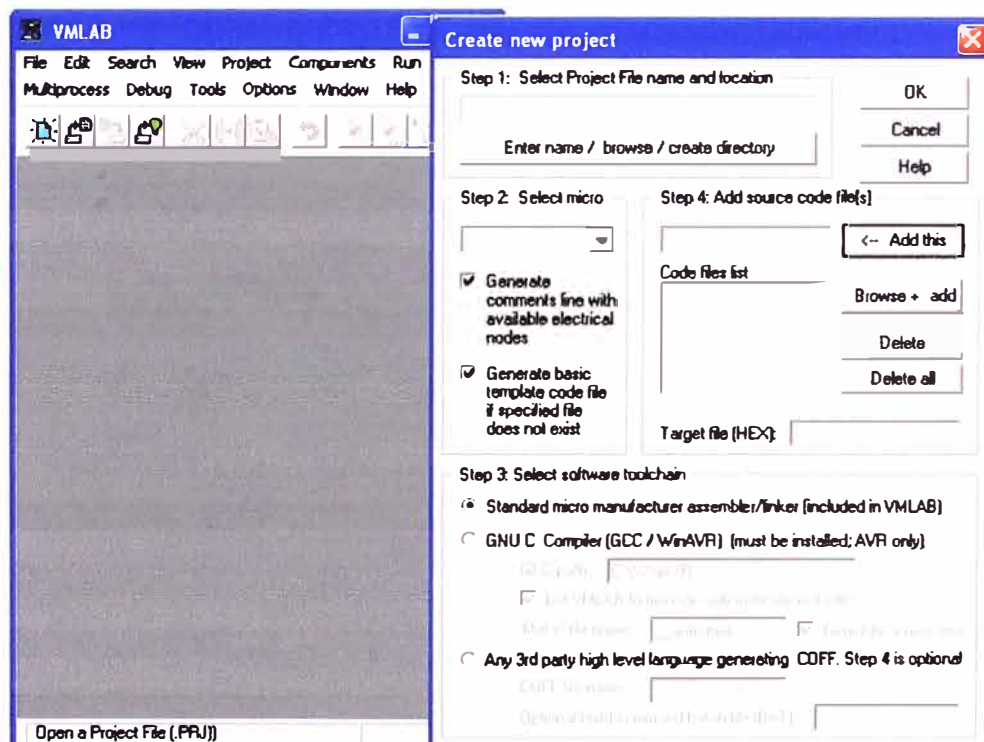 VMLAB
File Edit Search View Project Components Run
Multiprocess Debug Tools Options Window Help
Open a Project File (.PRJ))
Create new project
Step 1: Select Project File name and location
Enter name / browse / create directory
OK
Cancel
Help
Step 2: Select micro
Generate
comments line with
available electrical
nodes
Generate basic
template code file
if specified file
does not exist
Step 4: Add source code file[s]
<-- Add this
Code files list
Browse + add
Delete
Delete all
Target file (HEX):
Step 3: Select software toolchain
Standard micro manufacturer assembler/linker (included in VMLAB)
GNU C Compiler (GCC / WinAVR) (must be installed; AVR only)
Any 3rd party high level language generating COFF. Step 4 is optional